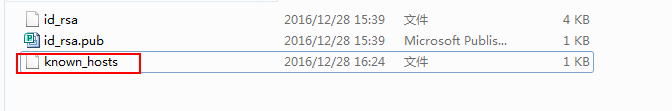 id_rsa 2016/12/28 15:39 文件 4 KB
id_rsa.pub 2016/12/28 15:39 Microsoft Publis... 1 KB
known_hosts 2016/12/28 16:24 文件 1 KB